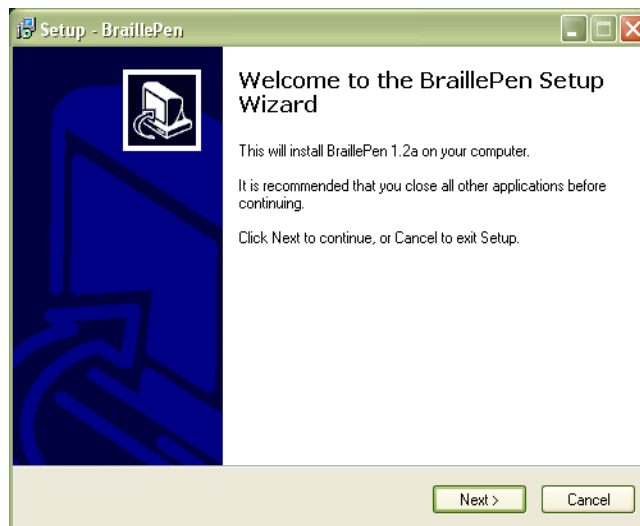 Setup - BraillePen
Welcome to the BraillePen Setup
Wizard
This will install BraillePen 1.2a on your computer.
It is recommended that you close all other applications before
continuing.
Click Next to continue, or Cancel to exit Setup.
Next >
Cancel